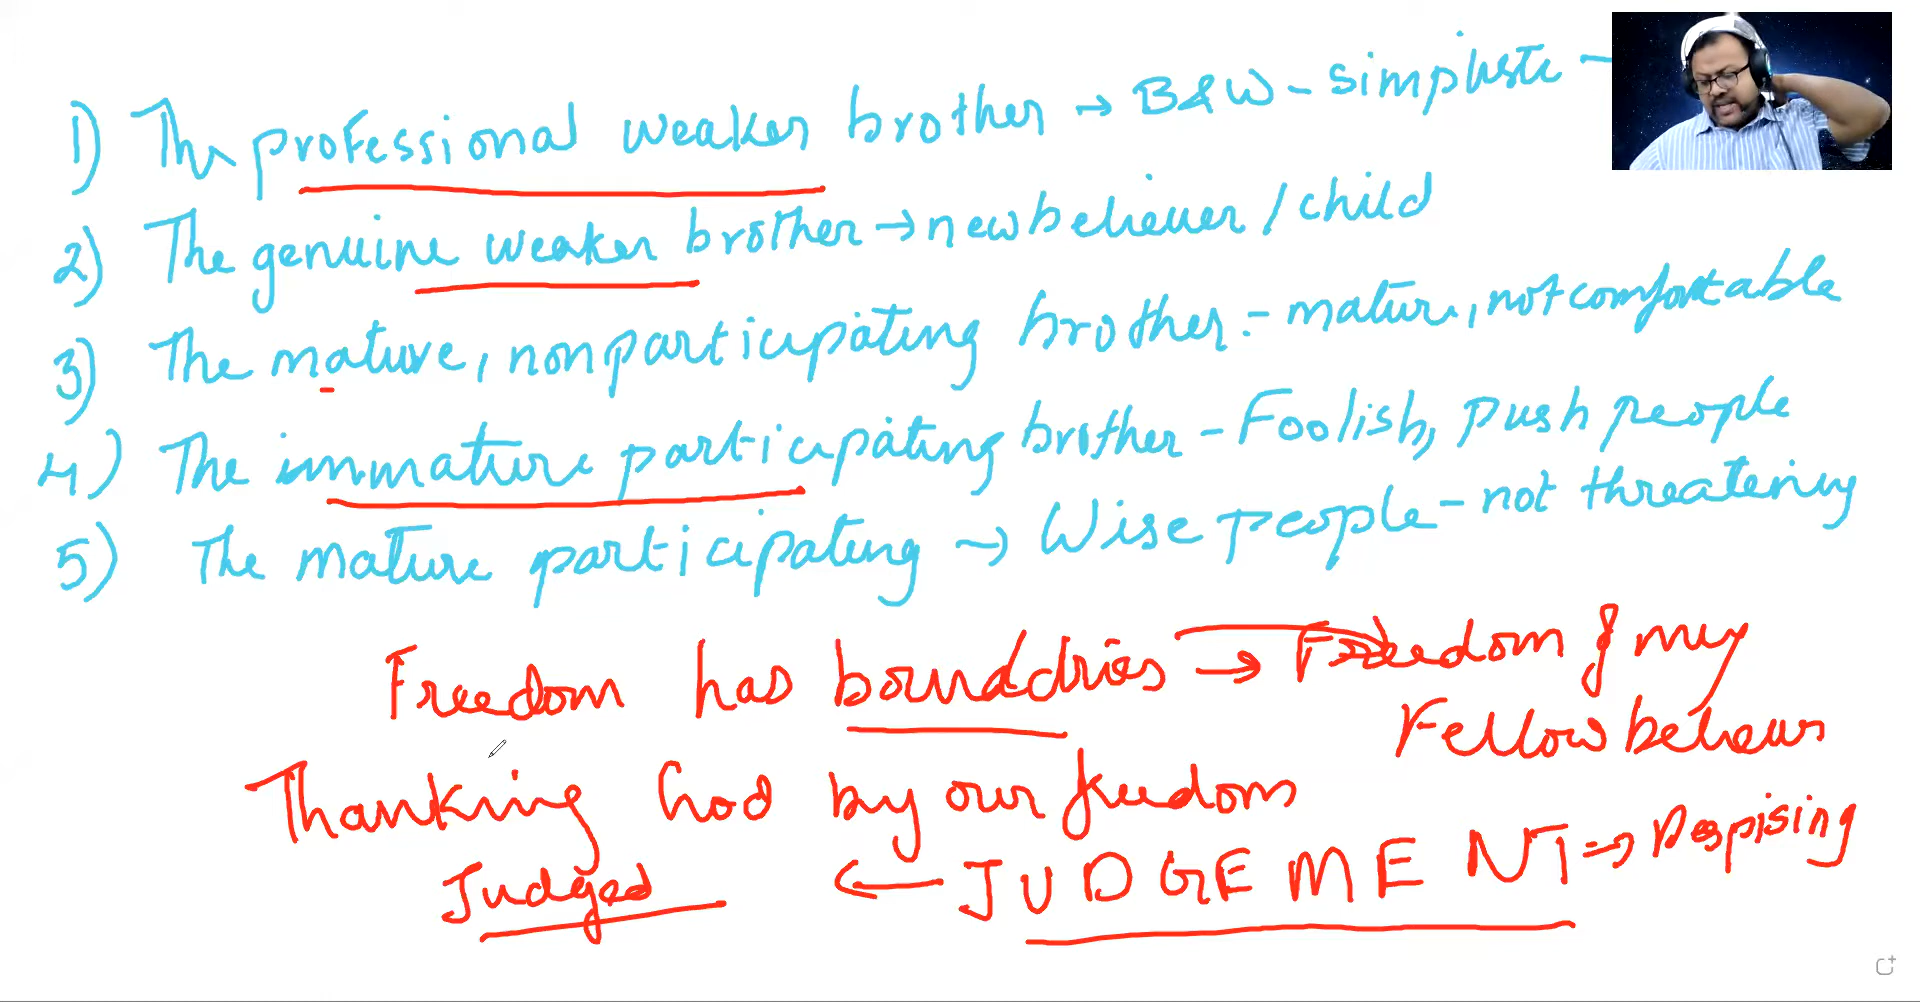 1) The professional weaker brother → B&W - simpliste -
2) The genuine weaker brother → new believer / child
3) The mature, nonparticipating brother :- mature, not comfortable
4) The immature participating brother - Foolish, push people
5) The mature participating → Wise people - not threatening
Freedom has boundries → Freedom of my
Fellow believers
Thanking God by our freedom
Judged ← JUDGEMENT → Despising